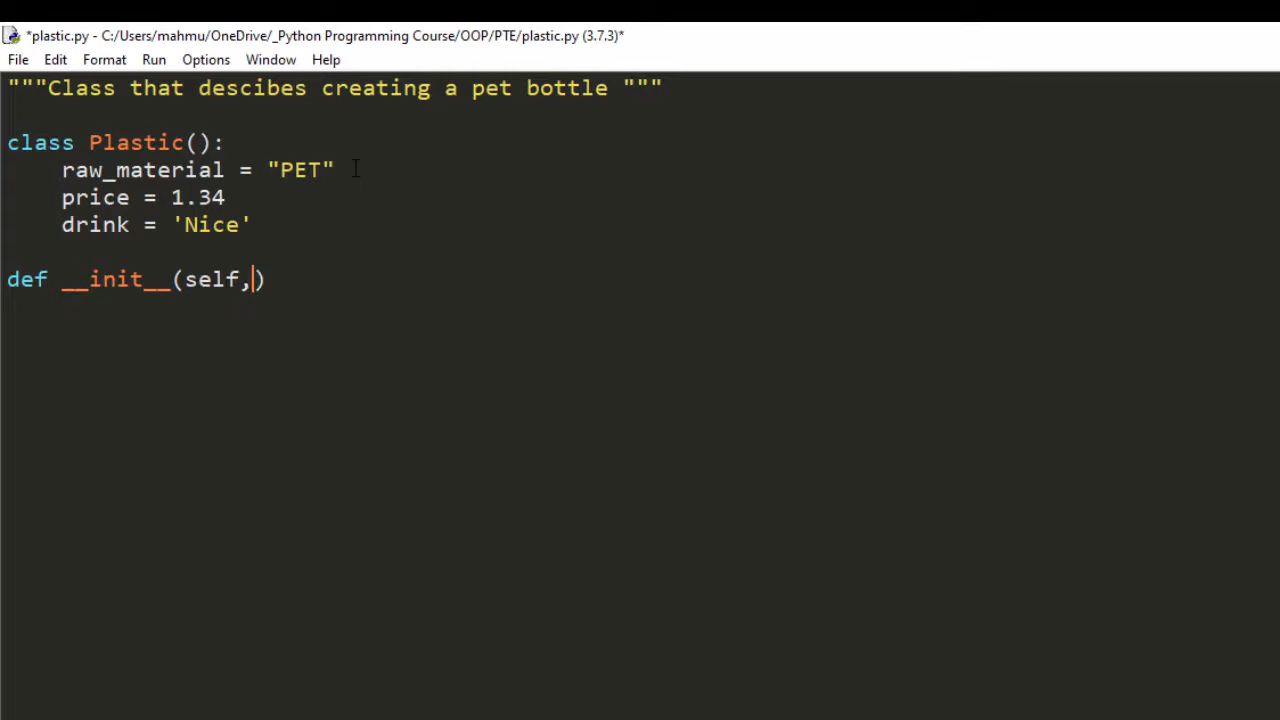 *plastic.py - C:/Users/mahmu/OneDrive/_Python Programming Course/OOP/PTE/plastic.py (3.7.3)*
File Edit Format Run Options Window Help
"""Class that descibes creating a pet bottle """
class Plastic():
    raw_material = "PET"
    price = 1.34
    drink = 'Nice'
def __init__(self,)